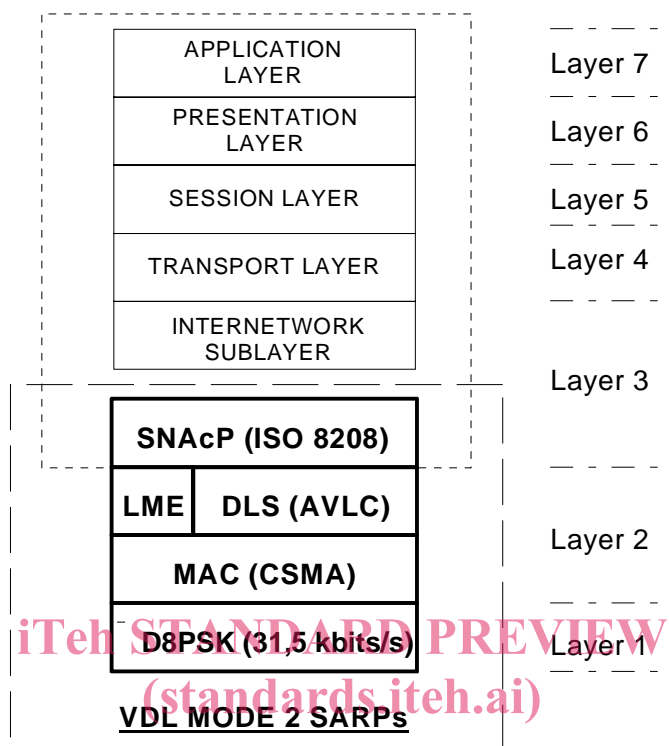 APPLICATION
LAYER
Layer 7
PRESENTATION
LAYER
Layer 6
SESSION LAYER
Layer 5
TRANSPORT LAYER
Layer 4
INTERNETWORK
SUBLAYER
Layer 3
SNAcP (ISO 8208)
LME
DLS (AVLC)
Layer 2
MAC (CSMA)
D8PSK (31,5 kbits/s)
Layer 1
iTeh STANDARD PREVIEW
(standards.iteh.ai)
VDL MODE 2 SARPs